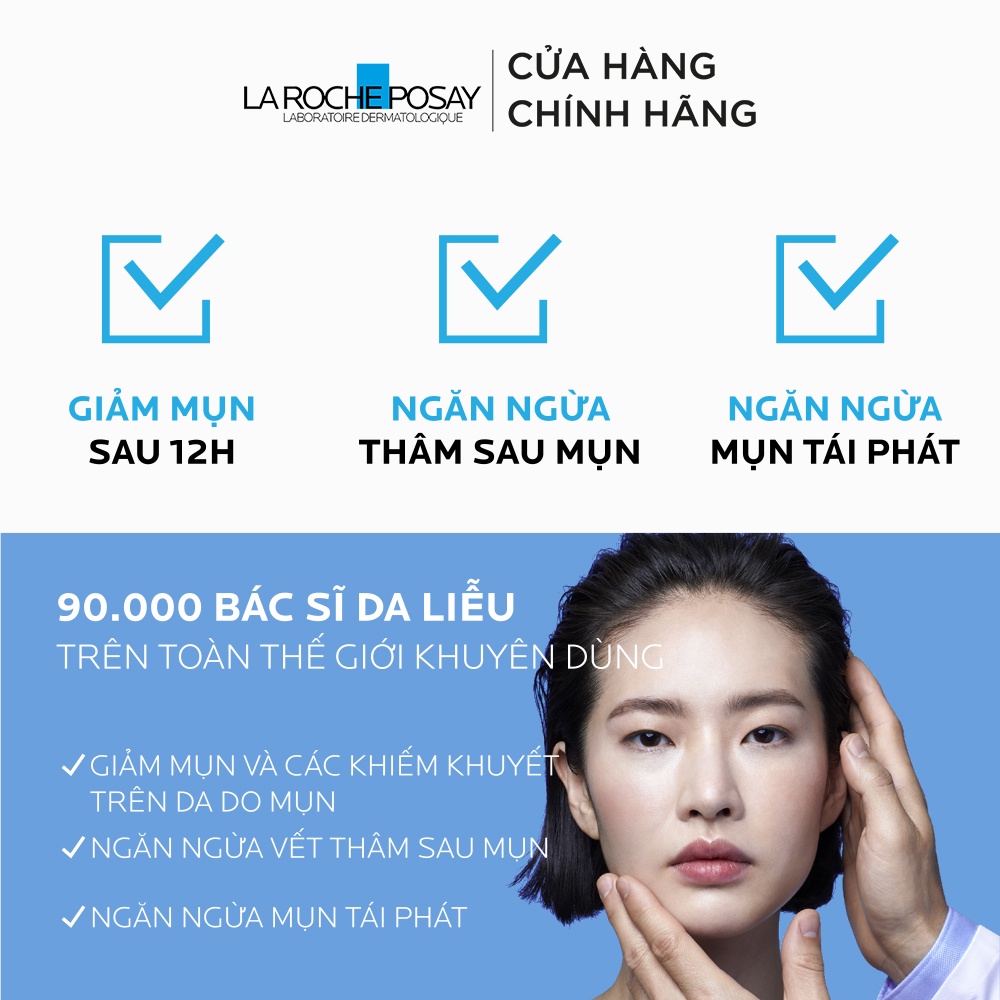 LA ROCHE POSAY
LABORATOIRE DERMATOLOGIQUE
CỬA HÀNG
CHÍNH HÃNG
GIẢM MỤN
SAU 12H
NGĂN NGỪA
THÂM SAU MỤN
NGĂN NGỪA
MỤN TÁI PHÁT
90.000 BÁC SĨ DA LIỄU
TRÊN TOÀN THẾ GIỚI KHUYÊN DÙNG
GIẢM MỤN VÀ CÁC KHIẾM KHUYẾT
TRÊN DA DO MỤN
NGĂN NGỪA VẾT THÂM SAU MỤN
NGĂN NGỪA MỤN TÁI PHÁT